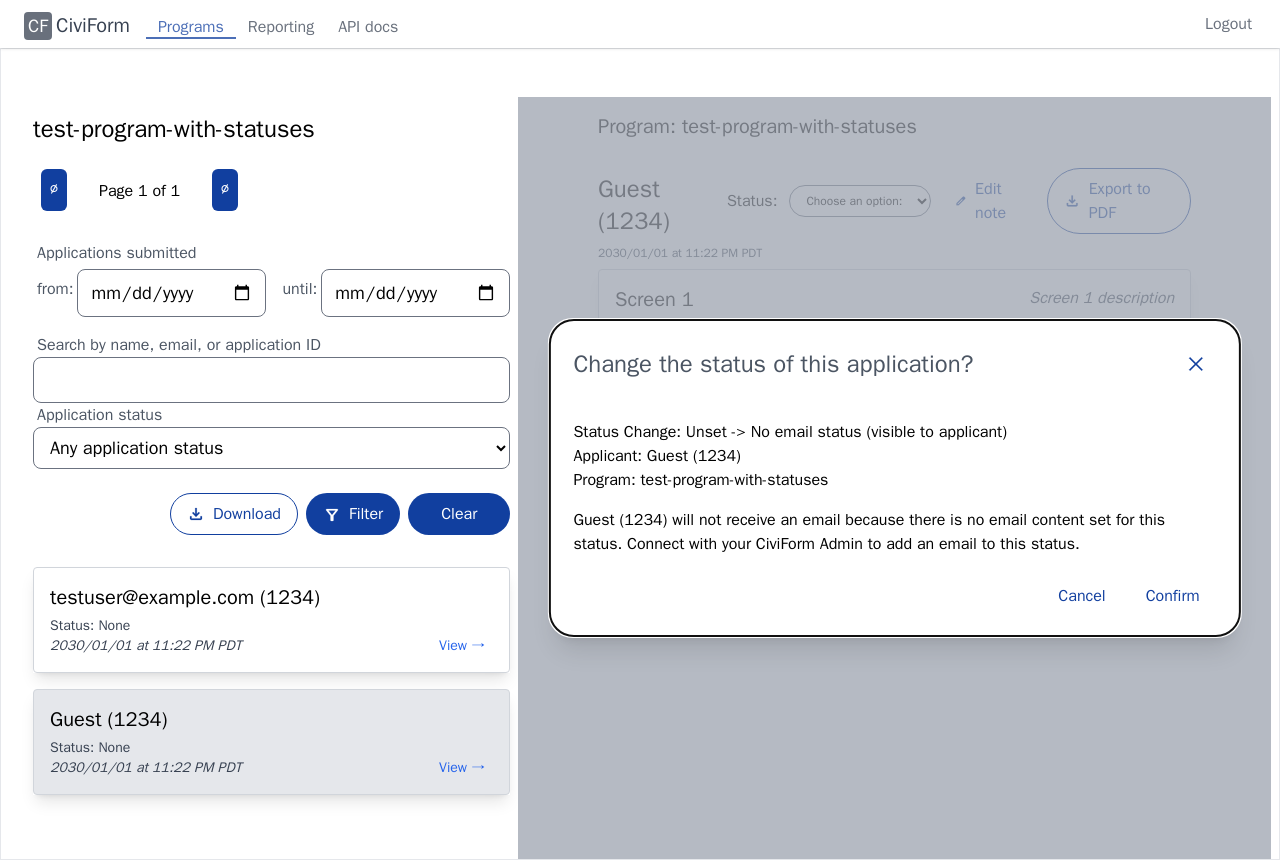 CF CiviForm Programs Reporting API docs Logout
test-program-with-statuses
Page 1 of 1
Applications submitted
from: mm/dd/yyyy until: mm/dd/yyyy
Search by name, email, or application ID
Application status
Any application status
Download Filter Clear
testuser@example.com (1234)
Status: None
2030/01/01 at 11:22 PM PDT View →
Guest (1234)
Status: None
2030/01/01 at 11:22 PM PDT View →
Program: test-program-with-statuses
Guest
(1234)
Status: Choose an option:
Edit
note
Export to
PDF
2030/01/01 at 11:22 PM PDT
Screen 1 Screen 1 description
Change the status of this application?
Status Change: Unset -> No email status (visible to applicant)
Applicant: Guest (1234)
Program: test-program-with-statuses
Guest (1234) will not receive an email because there is no email content set for this
status. Connect with your CiviForm Admin to add an email to this status.
Cancel Confirm